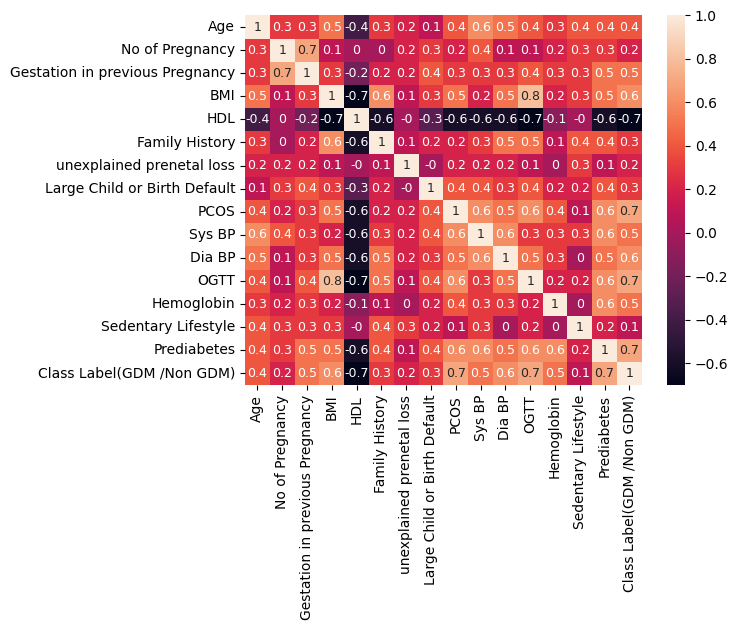 Age 1 0.3 0.3 0.5 -0.4 0.3 0.2 0.1 0.4 0.6 0.5 0.4 0.3 0.4 0.4 0.4
No of Pregnancy 0.3 1 0.7 0.1 0 0 0.2 0.3 0.2 0.4 0.1 0.1 0.2 0.3 0.3 0.2
Gestation in previous Pregnancy 0.3 0.7 1 0.3 -0.2 0.2 0.2 0.4 0.3 0.3 0.3 0.4 0.3 0.3 0.5 0.5
BMI 0.5 0.1 0.3 1 -0.7 0.6 0.1 0.3 0.5 0.2 0.5 0.8 0.2 0.3 0.5 0.6
HDL -0.4 0 -0.2 -0.7 1 -0.6 -0 -0.3 -0.6 -0.6 -0.6 -0.7 -0.1 -0 -0.6 -0.7
Family History 0.3 0 0.2 0.6 -0.6 1 0.1 0.2 0.2 0.3 0.5 0.5 0.1 0.4 0.4 0.3
unexplained prenetal loss 0.2 0.2 0.2 0.1 -0 0.1 1 -0 0.2 0.2 0.2 0.1 0 0.3 0.1 0.2
Large Child or Birth Default 0.1 0.3 0.4 0.3 -0.3 0.2 -0 1 0.4 0.4 0.3 0.4 0.2 0.2 0.4 0.3
PCOS 0.4 0.2 0.3 0.5 -0.6 0.2 0.2 0.4 1 0.6 0.5 0.6 0.4 0.1 0.6 0.7
Sys BP 0.6 0.4 0.3 0.2 -0.6 0.3 0.2 0.4 0.6 1 0.6 0.3 0.3 0.3 0.6 0.5
Dia BP 0.5 0.1 0.3 0.5 -0.6 0.5 0.2 0.3 0.5 0.6 1 0.5 0.3 0 0.5 0.6
OGTT 0.4 0.1 0.4 0.8 -0.7 0.5 0.1 0.4 0.6 0.3 0.5 1 0.2 0.2 0.6 0.7
Hemoglobin 0.3 0.2 0.3 0.2 -0.1 0.1 0 0.2 0.4 0.3 0.3 0.2 1 0 0.6 0.5
Sedentary Lifestyle 0.4 0.3 0.3 0.3 -0 0.4 0.3 0.2 0.1 0.3 0 0.2 0 1 0.2 0.1
Prediabetes 0.4 0.3 0.5 0.5 -0.6 0.4 0.1 0.4 0.6 0.6 0.5 0.6 0.6 0.2 1 0.7
Class Label(GDM /Non GDM) 0.4 0.2 0.5 0.6 -0.7 0.3 0.2 0.3 0.7 0.5 0.6 0.7 0.5 0.1 0.7 1
Age
No of Pregnancy
Gestation in previous Pregnancy
BMI
HDL
Family History
unexplained prenetal loss
Large Child or Birth Default
PCOS
Sys BP
Dia BP
OGTT
Hemoglobin
Sedentary Lifestyle
Prediabetes
Class Label(GDM /Non GDM)
1.0
0.8
0.6
0.4
0.2
0.0
−0.2
−0.4
−0.6